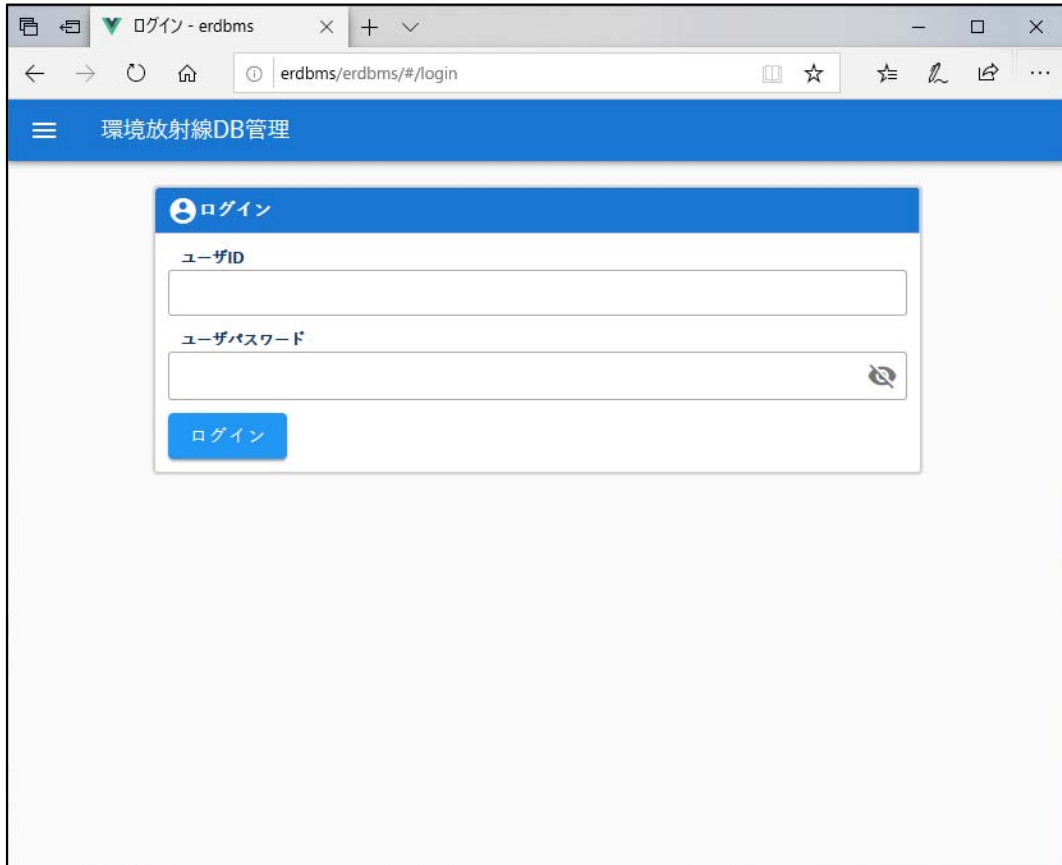 ログイン - erdbms
erdbms/erdbms/#/login
環境放射線DB管理
ログイン
ユーザID
ユーザパスワード
ログイン